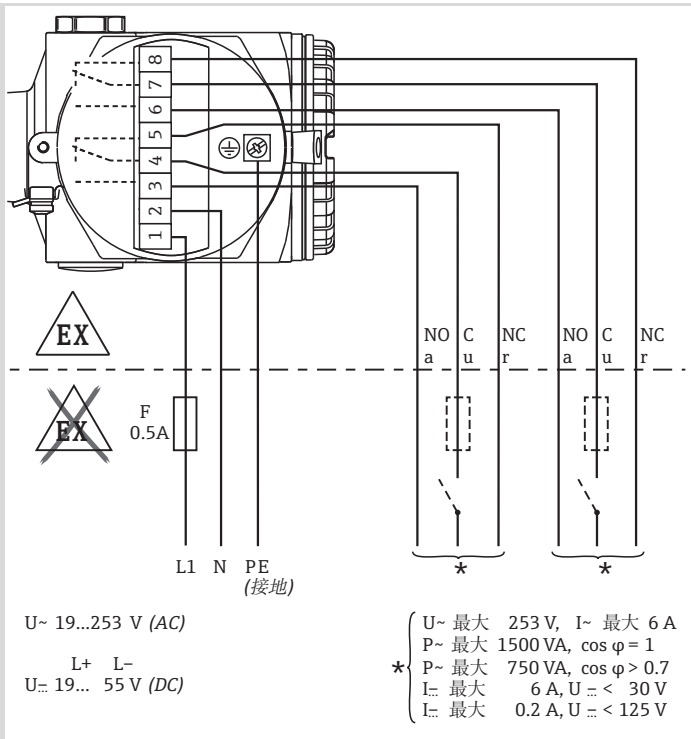 8
7
6
5
4
3
2
1
EX
NO C NC NO C NC
a u r a u r
EX
F
0.5A
L1 N PE
(接地)
* *
U~ 19...253 V (AC)
L+ L–
U⎓ 19... 55 V (DC)
*
U~ 最大 253 V, I~ 最大 6 A
P~ 最大 1500 VA, cos φ = 1
P~ 最大 750 VA, cos φ > 0.7
I⎓ 最大 6 A, U ⎓ < 30 V
I⎓ 最大 0.2 A, U ⎓ < 125 V